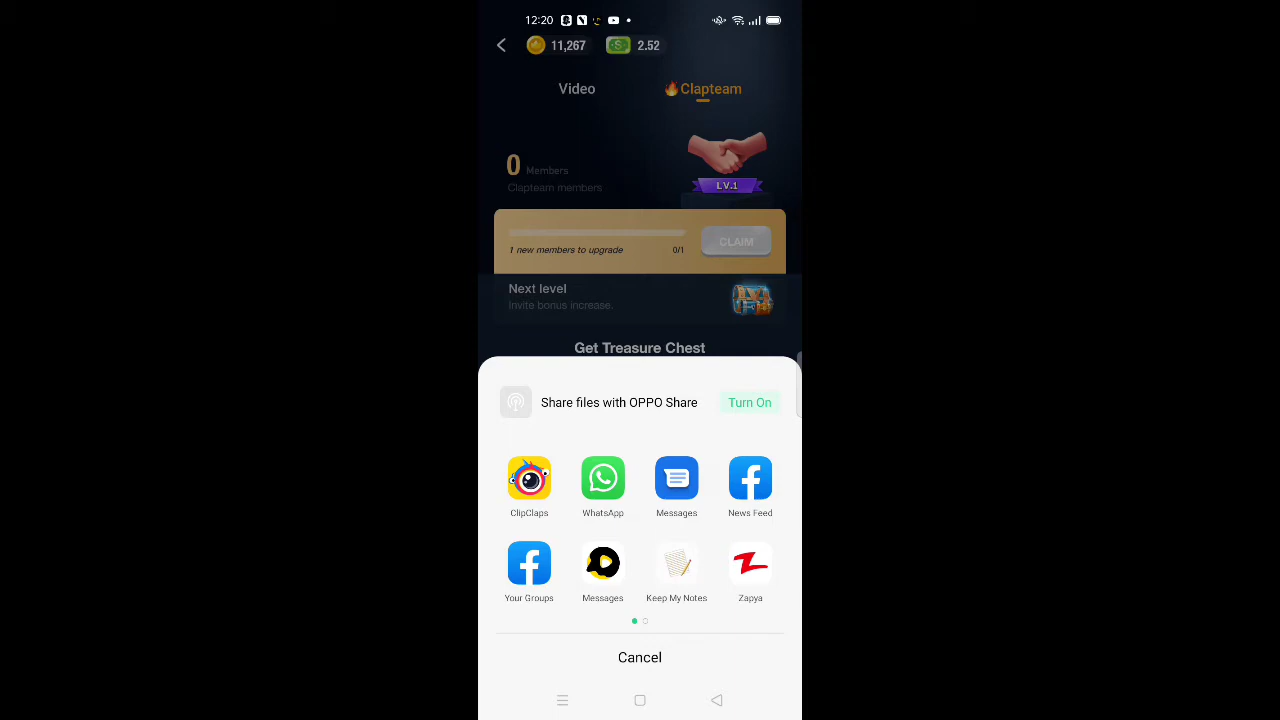 12:20
11,267 2.52
Video 🔥Clapteam
0 Members
Clapteam members
LV.1
1 new members to upgrade 0/1 CLAIM
Next level
Invite bonus increase.
Get Treasure Chest
Share files with OPPO Share Turn On
ClipClaps WhatsApp Messages News Feed
Your Groups Messages Keep My Notes Zapya
Cancel